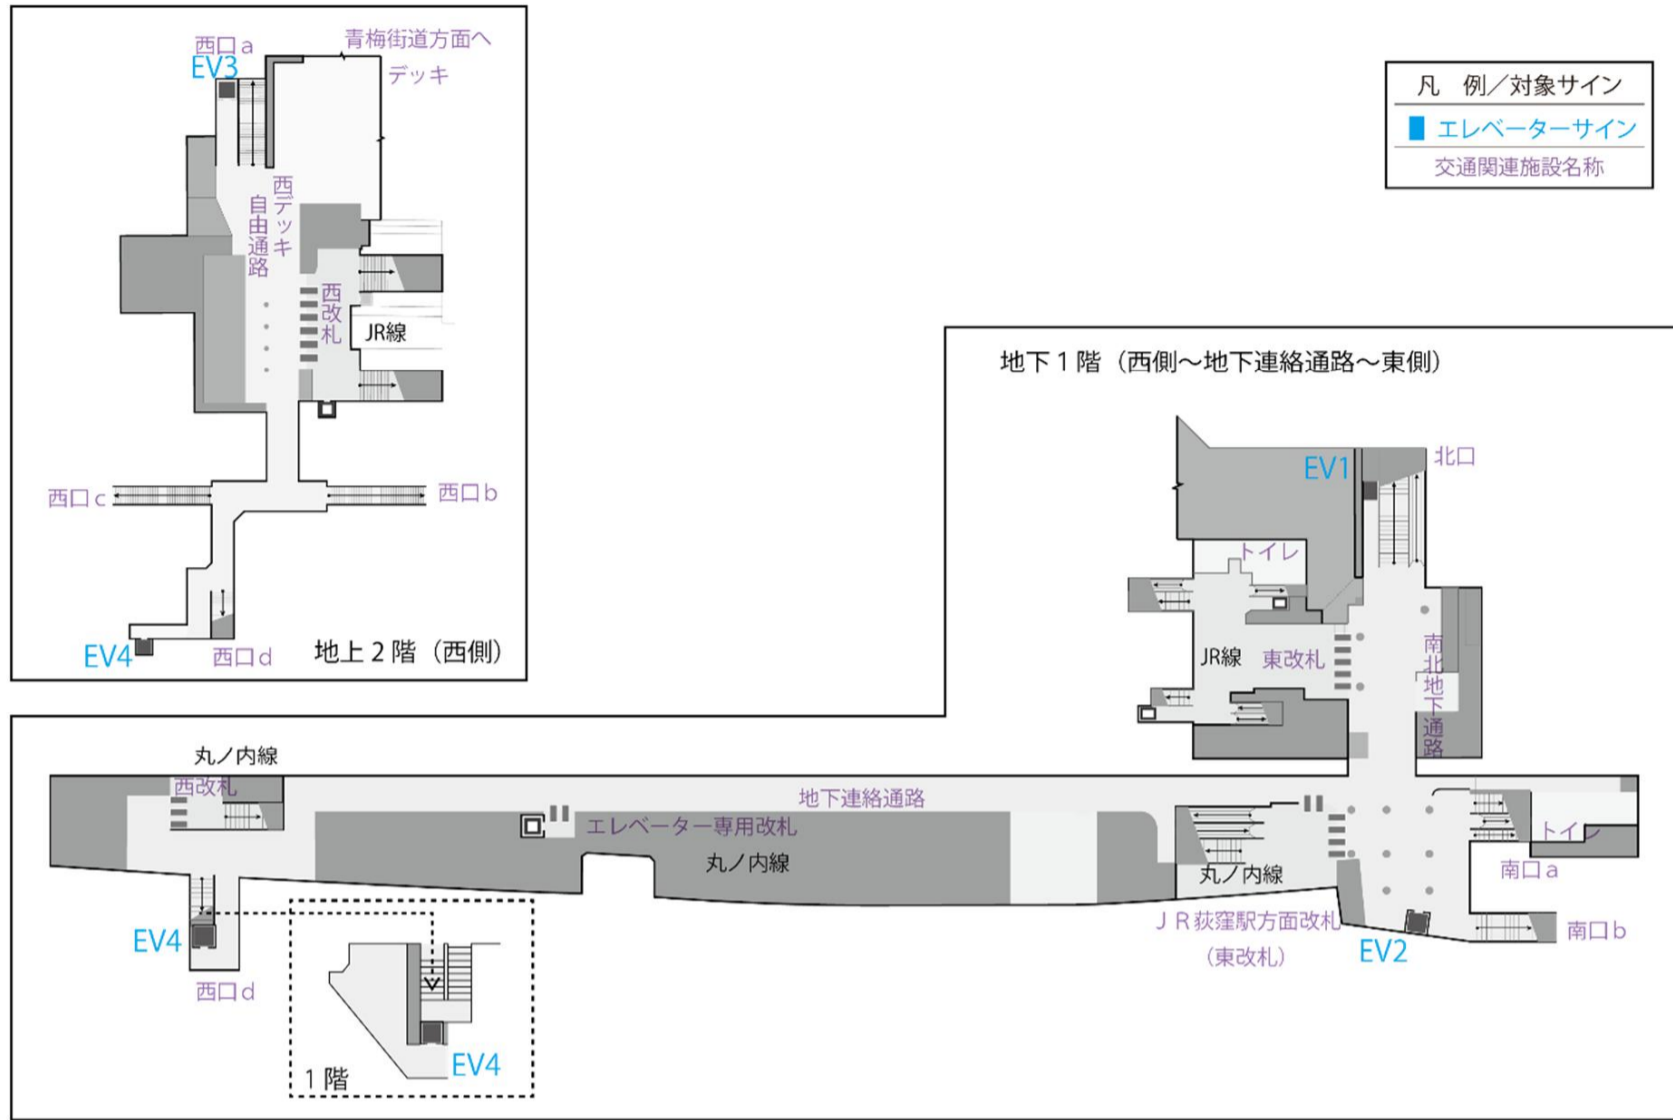 西口a
EV3
青梅街道方面へ
デッキ
西デッキ
自由通路
西改札
JR線
西口c
西口b
EV4
西口d
地上2階（西側）
凡　例／対象サイン
エレベーターサイン
交通関連施設名称
地下1階（西側～地下連絡通路～東側）
EV1
北口
トイレ
JR線
東改札
南北地下通路
丸ノ内線
西改札
地下連絡通路
エレベーター専用改札
丸ノ内線
丸ノ内線
トイレ
南口a
ＪＲ荻窪駅方面改札
（東改札）
EV2
南口b
EV4
西口d
1階
EV4